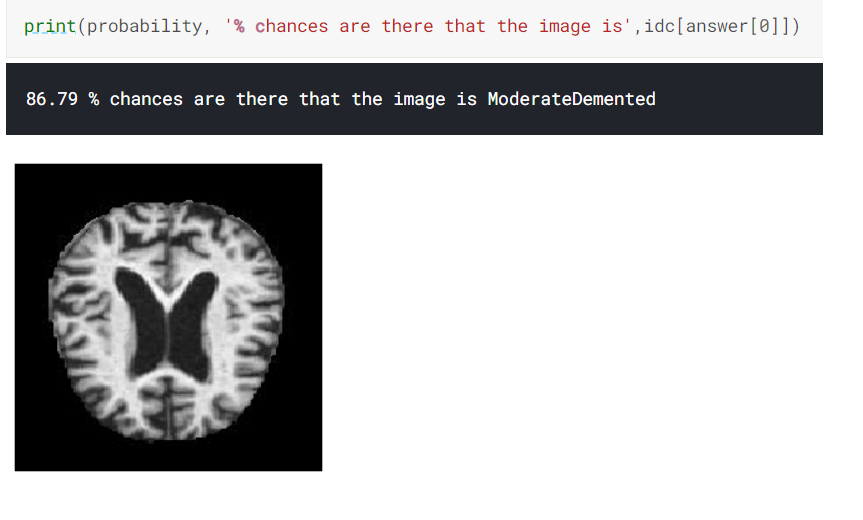 print(probability, '% chances are there that the image is',idc[answer[0]])
86.79 % chances are there that the image is ModerateDemented